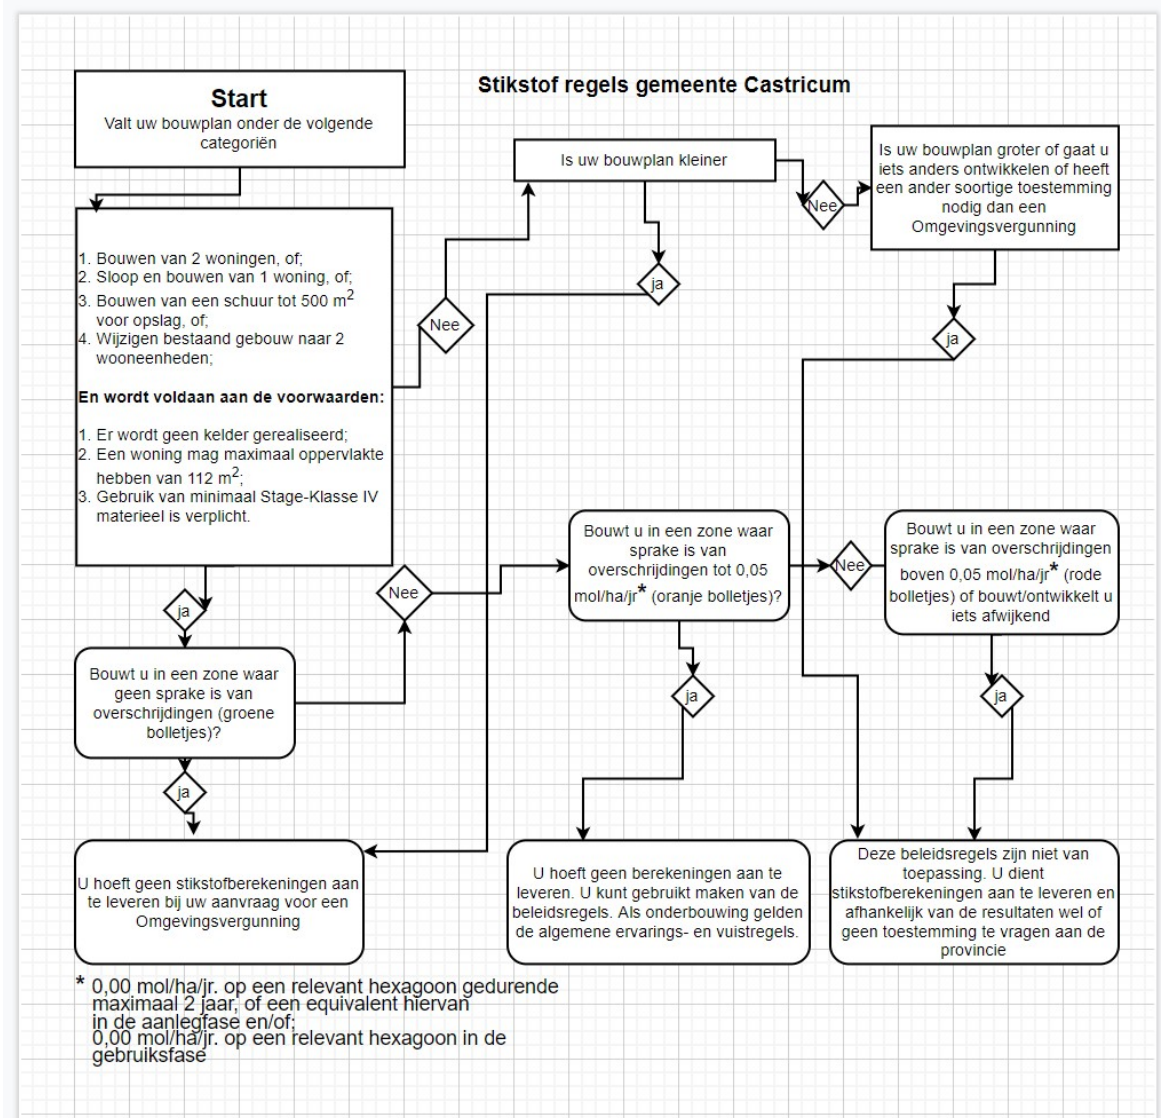 Stikstof regels gemeente Castricum
Start
Valt uw bouwplan onder de volgende
categoriën
1. Bouwen van 2 woningen, of;
2. Sloop en bouwen van 1 woning, of;
3. Bouwen van een schuur tot 500 m2
voor opslag, of;
4. Wijzigen bestaand gebouw naar 2
wooneenheden;
En wordt voldaan aan de voorwaarden:
1. Er wordt geen kelder gerealiseerd;
2. Een woning mag maximaal oppervlakte
hebben van 112 m2;
3. Gebruik van minimaal Stage-Klasse IV
materieel is verplicht.
Nee
Is uw bouwplan kleiner
ja
Nee
Is uw bouwplan groter of gaat u
iets anders ontwikkelen of heeft
een ander soortige toestemming
nodig dan een
Omgevingsvergunning
ja
ja
Bouwt u in een zone waar
geen sprake is van
overschrijdingen (groene
bolletjes)?
Nee
Bouwt u in een zone waar
sprake is van
overschrijdingen tot 0,05
mol/ha/jr* (oranje bolletjes)?
Nee
Bouwt u in een zone waar
sprake is van overschrijdingen
boven 0,05 mol/ha/jr* (rode
bolletjes) of bouwt/ontwikkelt u
iets afwijkend
ja
ja
ja
U hoeft geen stikstofberekeningen aan
te leveren bij uw aanvraag voor een
Omgevingsvergunning
U hoeft geen berekeningen aan te
leveren. U kunt gebruikt maken van de
beleidsregels. Als onderbouwing gelden
de algemene ervarings- en vuistregels.
Deze beleidsregels zijn niet van
toepassing. U dient
stikstofberekeningen aan te leveren en
afhankelijk van de resultaten wel of
geen toestemming te vragen aan de
provincie
* 0,00 mol/ha/jr. op een relevant hexagoon gedurende
maximaal 2 jaar, of een equivalent hiervan
in de aanlegfase en/of;
0,00 mol/ha/jr. op een relevant hexagoon in de
gebruiksfase